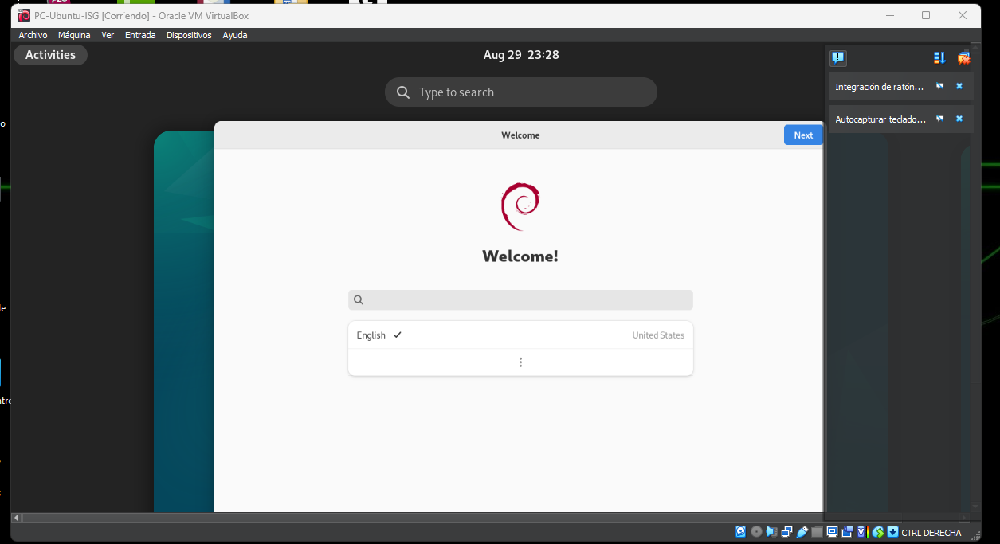 PC-Ubuntu-ISG [Corriendo] - Oracle VM VirtualBox
Archivo Máquina Ver Entrada Dispositivos Ayuda
Activities
Aug 29 23:28
Type to search
Integración de ratón...
Autocapturar teclado...
Welcome
Next
Welcome!
English
United States
CTRL DERECHA